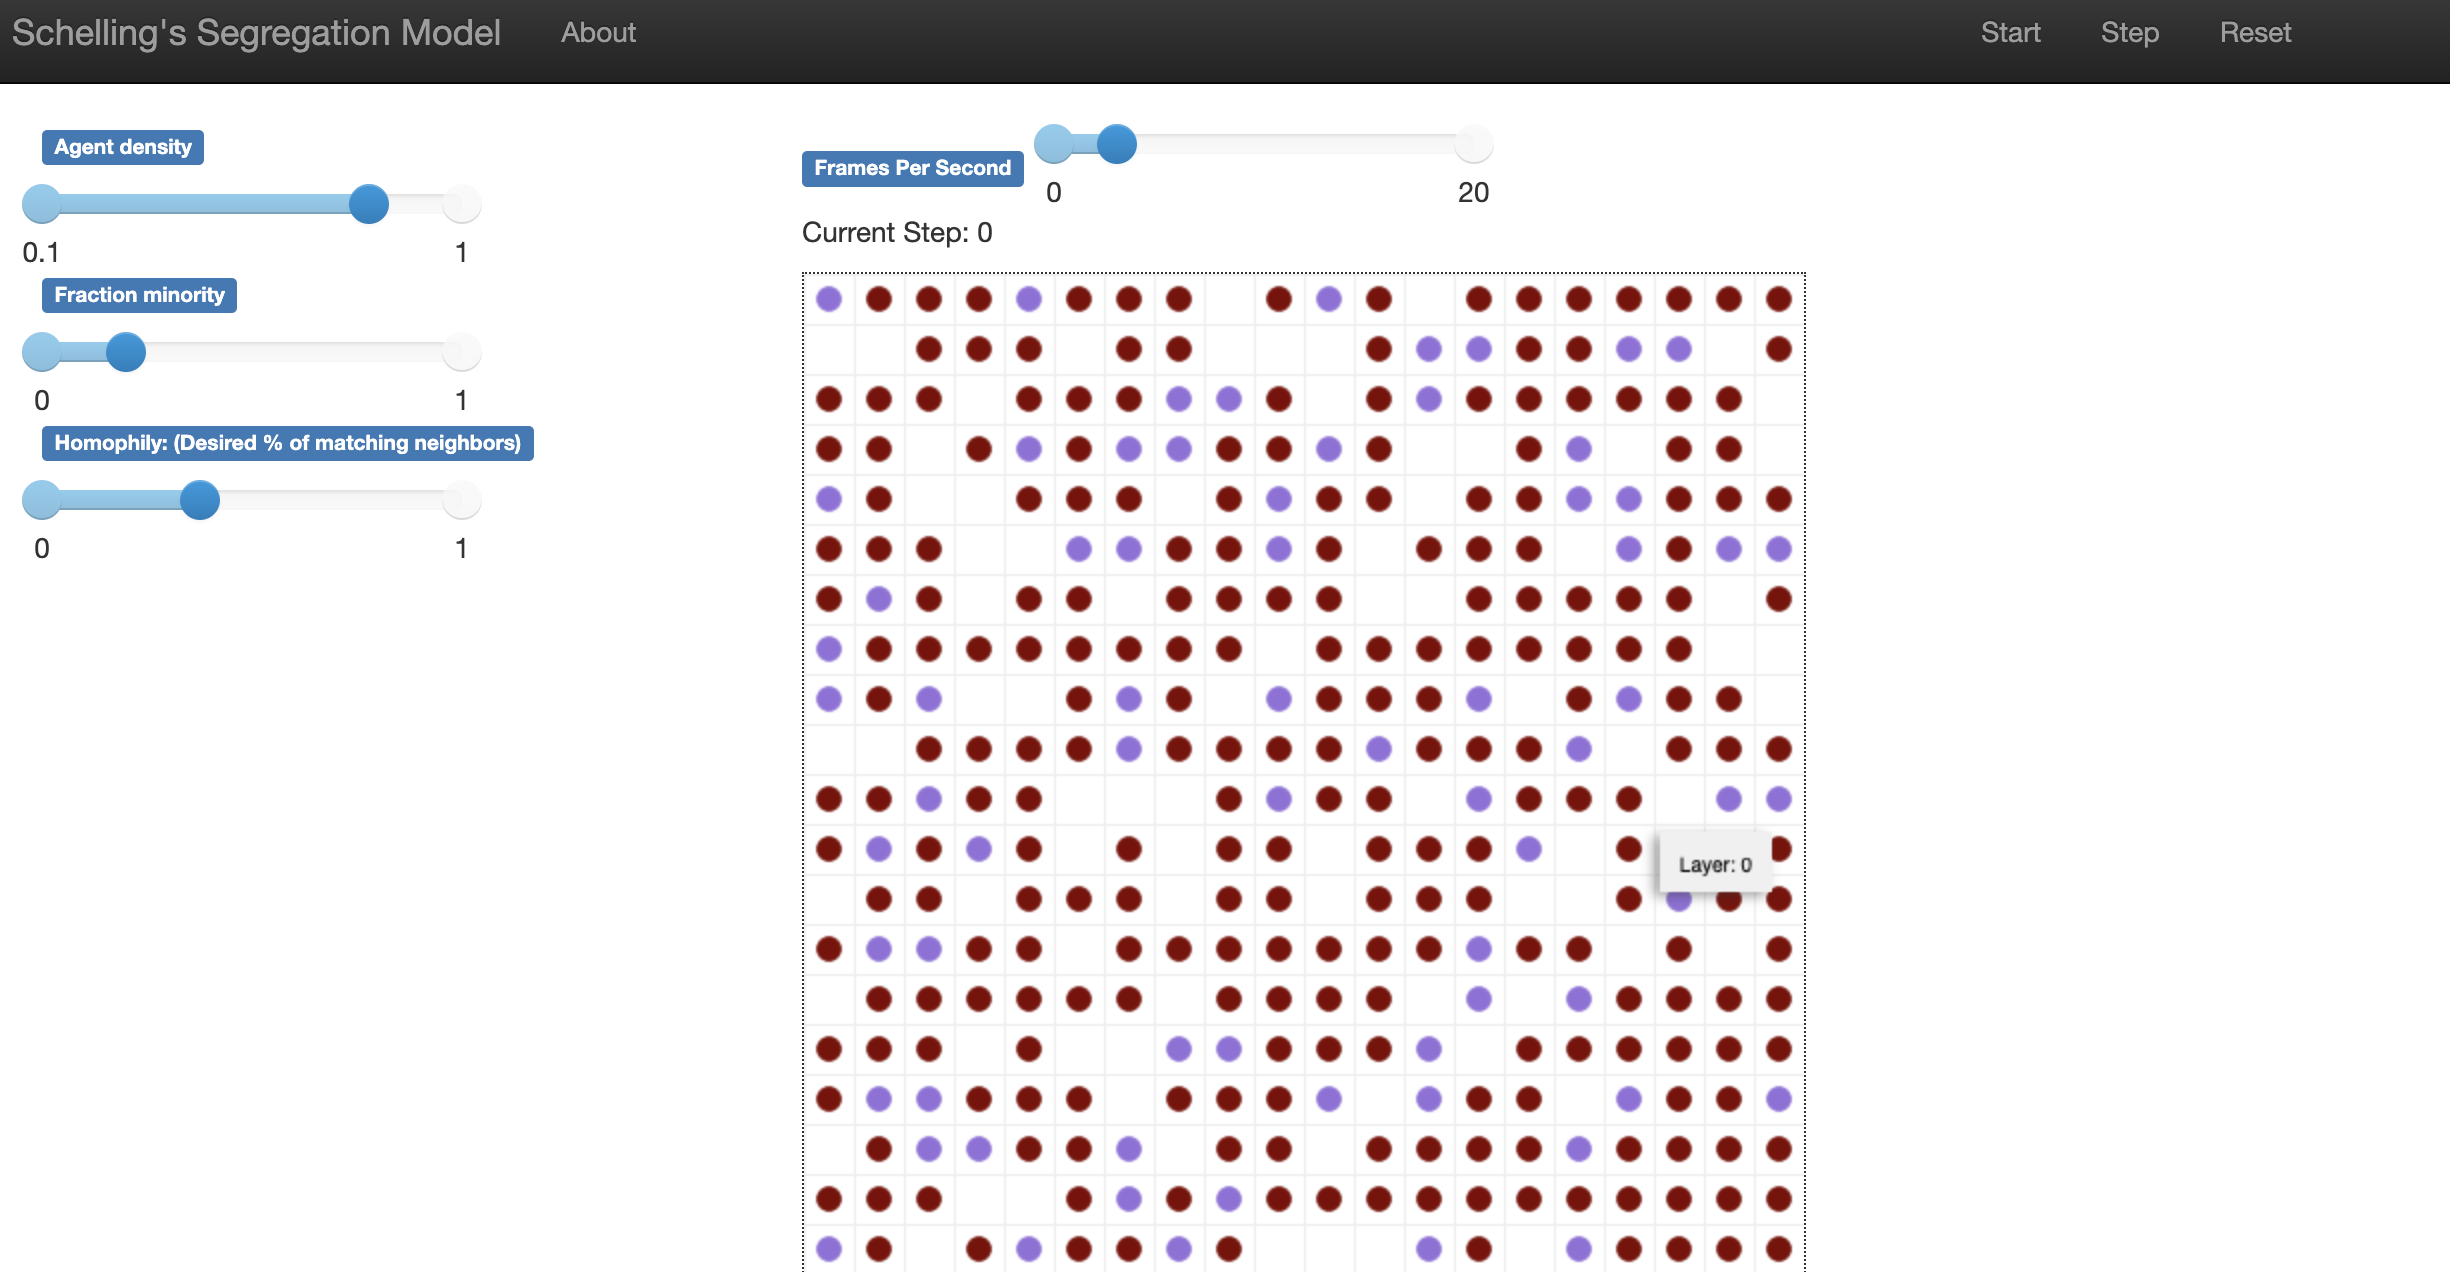 Schelling's Segregation Model About Start Step Reset
Agent density
0.1 1
Fraction minority
0 1
Homophily: (Desired % of matching neighbors)
0 1
Frames Per Second
0 20
Current Step: 0
Layer: 0